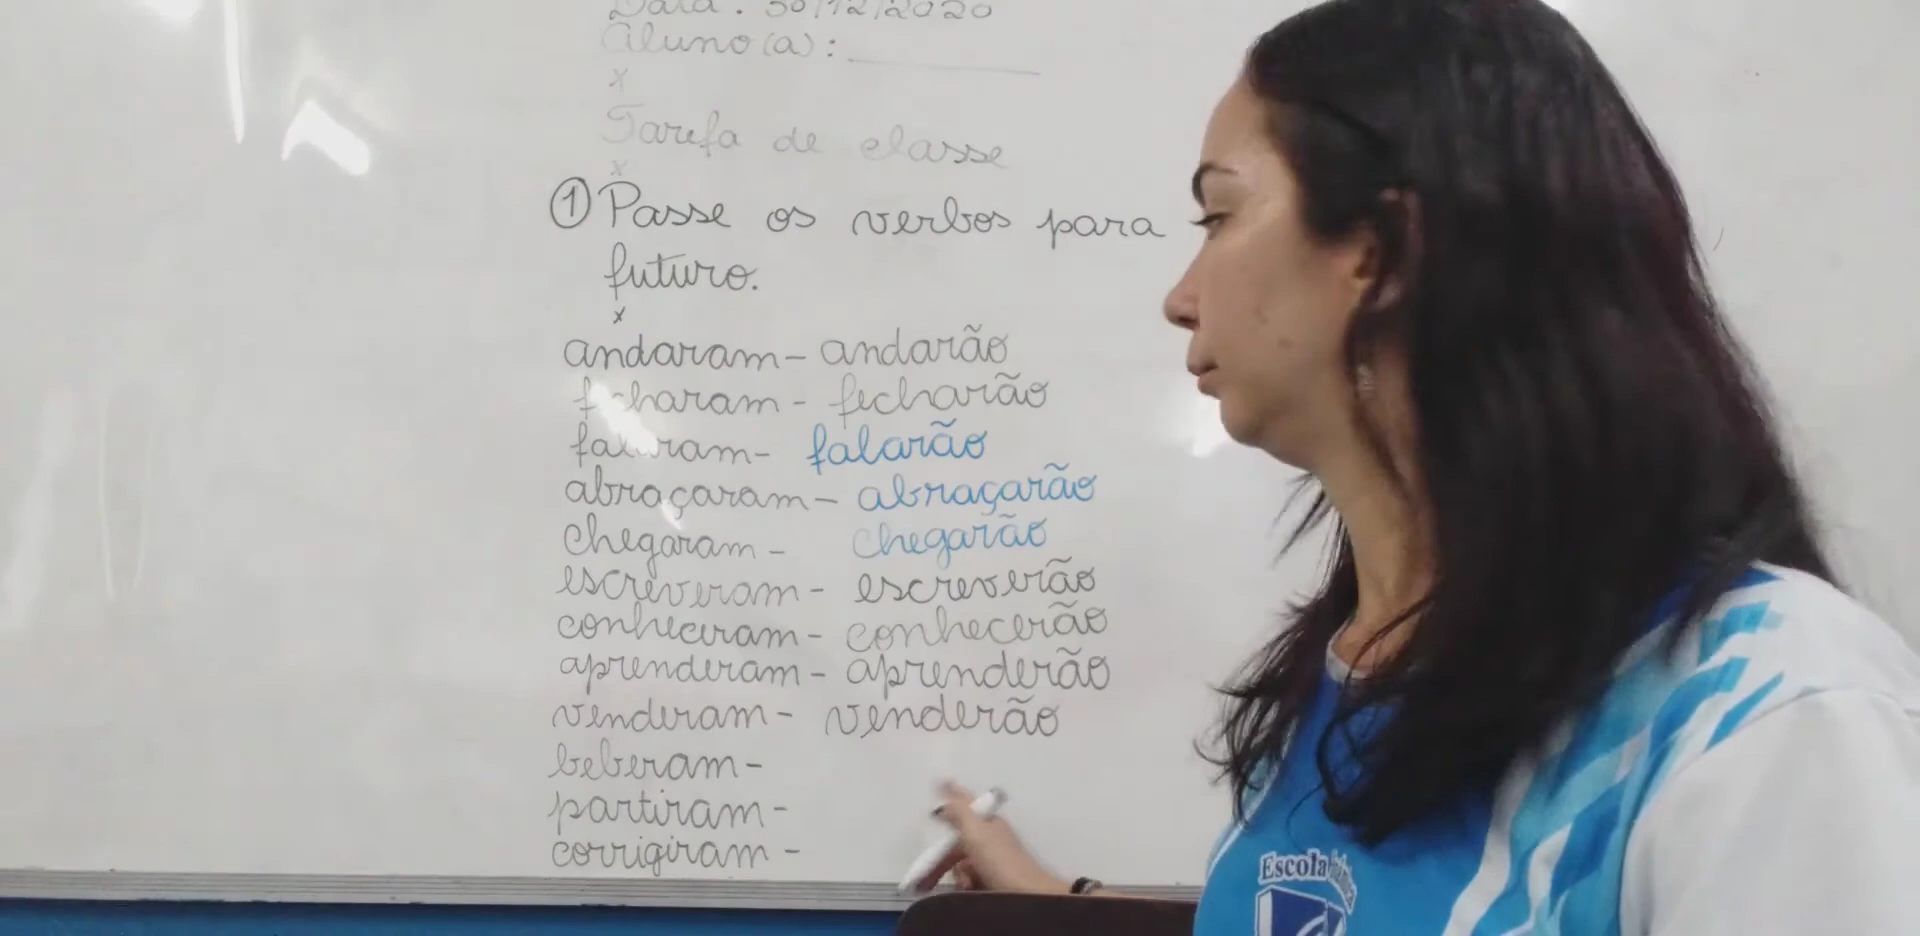 Data: 30/12/2020
Aluno(a):
x
Tarefa de classe
x
① Passe os verbos para
futuro.
x
andaram - andarão
fecharam - fecharão
falaram - falarão
abraçaram - abraçarão
chegaram - chegarão
escreveram - escreverão
conheceram - conhecerão
aprenderam - aprenderão
venderam - venderão
beberam -
partiram -
corrigiram -
Escola